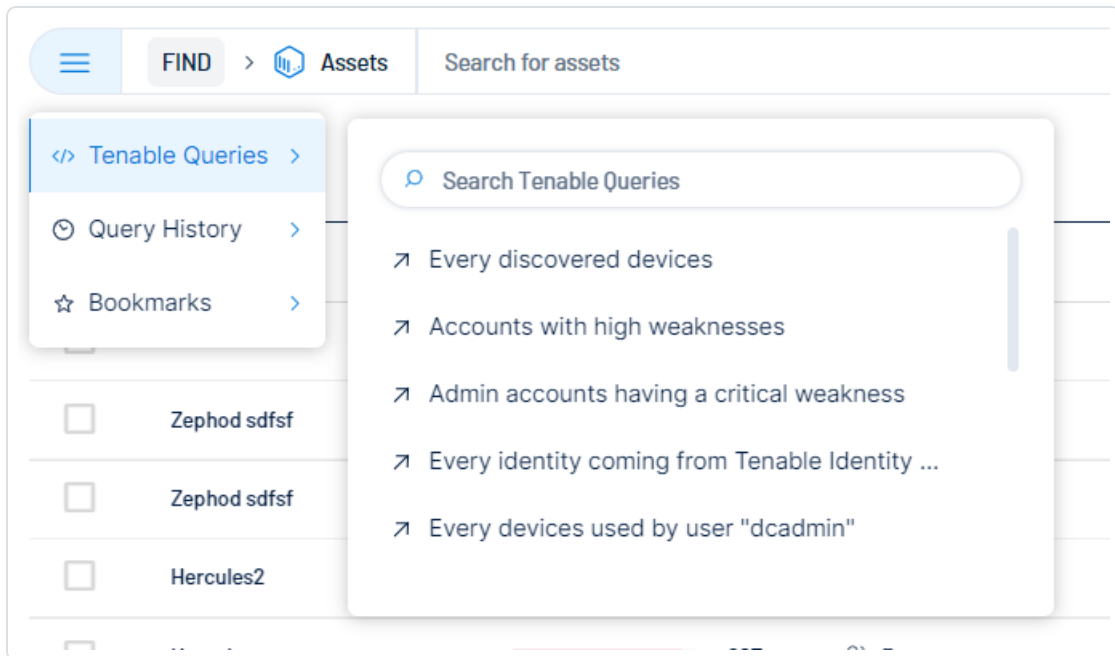 FIND > Assets Search for assets
</> Tenable Queries >
Query History >
Bookmarks >
Search Tenable Queries
Every discovered devices
Accounts with high weaknesses
Admin accounts having a critical weakness
Every identity coming from Tenable Identity ...
Every devices used by user "dcadmin"
Zephod sdfsf
Zephod sdfsf
Hercules2